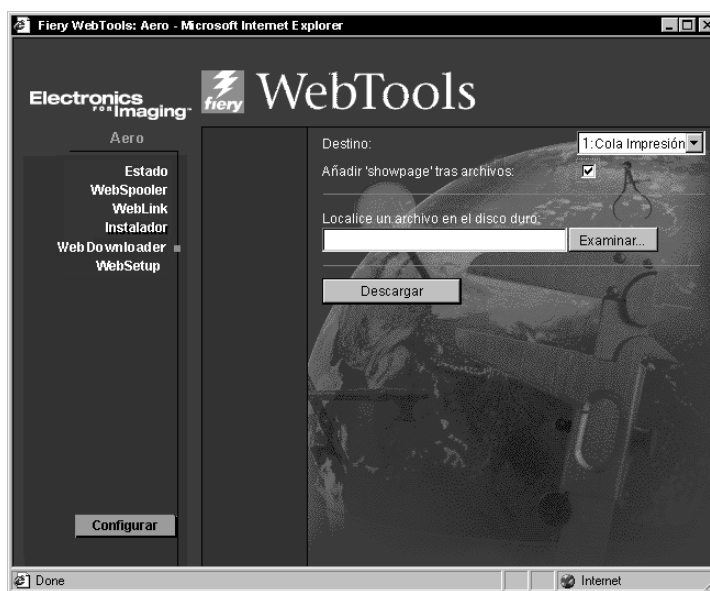 Fiery WebTools: Aero - Microsoft Internet Explorer
Electronics
FOR Imaging
fiery
WebTools
Aero
Estado
WebSpooler
WebLink
Instalador
WebDownloader
WebSetup
Configurar
Destino:
1:Cola Impresión
Añadir 'showpage' tras archivos:
Localice un archivo en el disco duro:
Examinar...
Descargar
Done
Internet